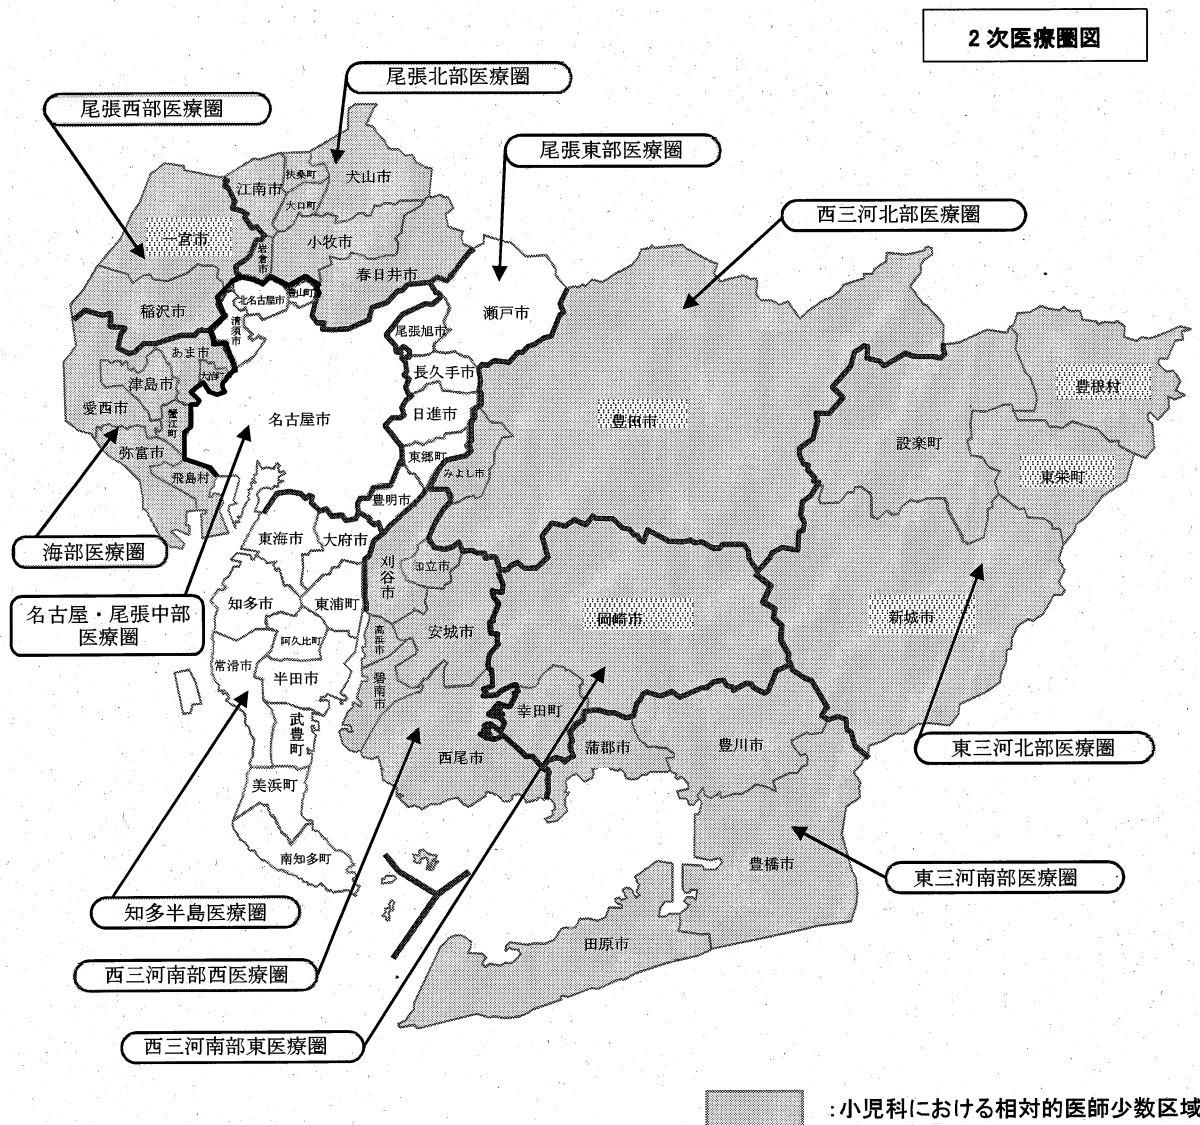 2次医療圏図
尾張北部医療圏
尾張西部医療圏
尾張東部医療圏
西三河北部医療圏
江南市
扶桑町
犬山市
大口町
一宮市
岩倉市
小牧市
春日井市
稲沢市
北名古屋市
豊山町
清須市
瀬戸市
尾張旭市
あま市
津島市
大治町
長久手市
愛西市
蟹江町
名古屋市
日進市
豊田市
設楽町
豊根村
弥富市
東郷町
みよし市
東栄町
飛島村
豊明市
海部医療圏
東海市
大府市
刈谷市
知立市
名古屋・尾張中部
医療圏
知多市
東浦町
岡崎市
新城市
阿久比町
高浜市
安城市
常滑市
半田市
碧南市
武豊町
幸田町
西尾市
蒲郡市
豊川市
東三河北部医療圏
美浜町
南知多町
豊橋市
東三河南部医療圏
知多半島医療圏
田原市
西三河南部西医療圏
西三河南部東医療圏
:小児科における相対的医師少数区域